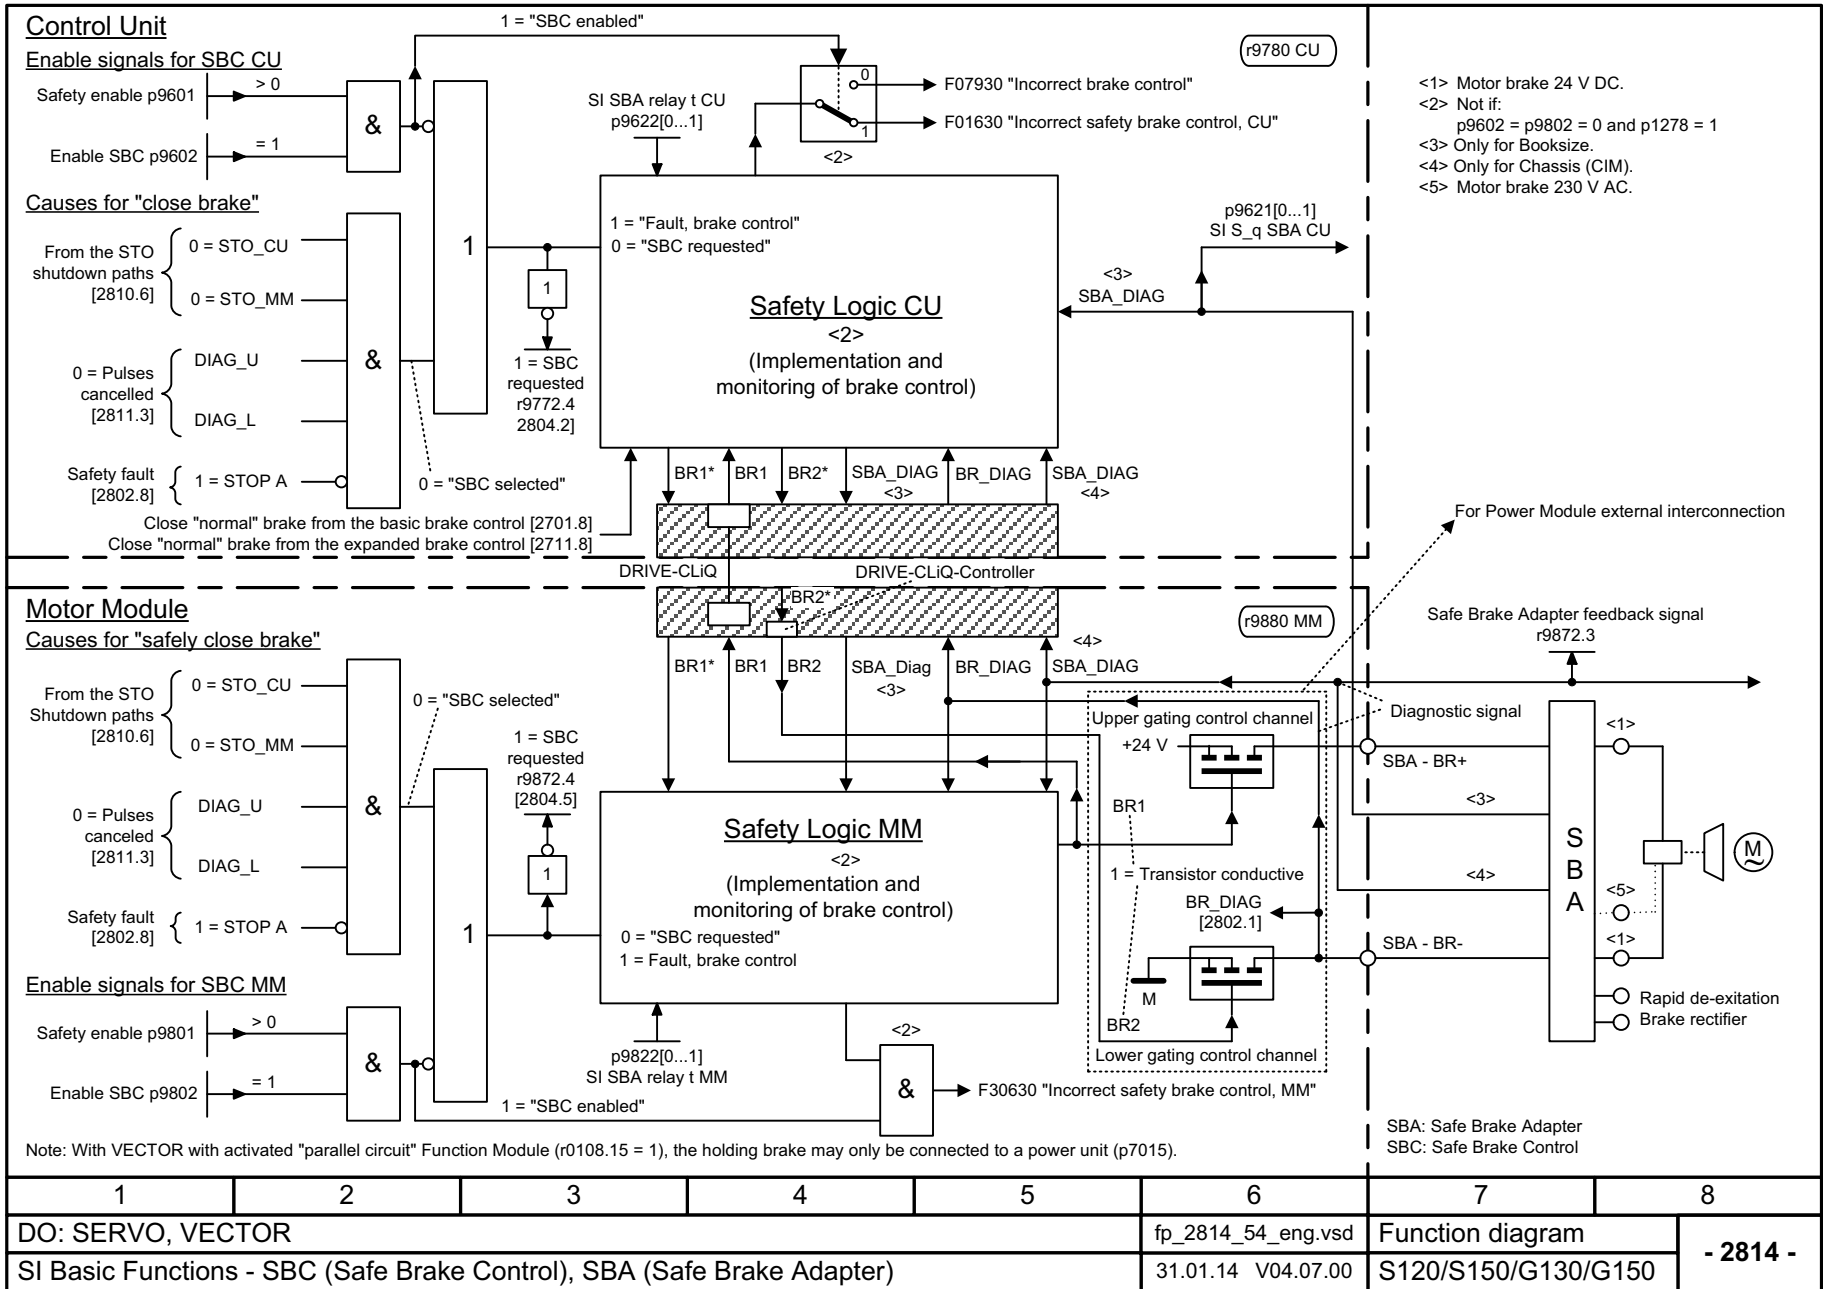 Control Unit
Enable signals for SBC CU
Safety enable p9601
> 0
Enable SBC p9602
= 1
&
1 = "SBC enabled"
Causes for "close brake"
From the STO
shutdown paths
[2810.6]
0 = STO_CU
0 = STO_MM
0 = Pulses
cancelled
[2811.3]
DIAG_U
DIAG_L
Safety fault
[2802.8]
1 = STOP A
&
0 = "SBC selected"
1
1
1 = SBC
requested
r9772.4
2804.2]
Close "normal" brake from the basic brake control [2701.8]
Close "normal" brake from the expanded brake control [2711.8]
SI SBA relay t CU
p9622[0...1]
0
1
<2>
F07930 "Incorrect brake control"
F01630 "Incorrect safety brake control, CU"
r9780 CU
1 = "Fault, brake control"
0 = "SBC requested"
Safety Logic CU
<2>
(Implementation and
monitoring of brake control)
p9621[0...1]
SI S_q SBA CU
<3>
SBA_DIAG
BR1*
BR1
BR2*
SBA_DIAG
<3>
BR_DIAG
SBA_DIAG
<4>
<1> Motor brake 24 V DC.
<2> Not if:
p9602 = p9802 = 0 and p1278 = 1
<3> Only for Booksize.
<4> Only for Chassis (CIM).
<5> Motor brake 230 V AC.
For Power Module external interconnection
DRIVE-CLiQ
DRIVE-CLiQ-Controller
BR2*
Motor Module
Causes for "safely close brake"
From the STO
Shutdown paths
[2810.6]
0 = STO_CU
0 = STO_MM
0 = Pulses
canceled
[2811.3]
DIAG_U
DIAG_L
Safety fault
[2802.8]
1 = STOP A
&
0 = "SBC selected"
1
1 = SBC
requested
r9872.4
[2804.5]
1
Enable signals for SBC MM
Safety enable p9801
> 0
Enable SBC p9802
= 1
&
1 = "SBC enabled"
BR1*
BR1
BR2
SBA_Diag
<3>
BR_DIAG
<4>
SBA_DIAG
r9880 MM
Safety Logic MM
<2>
(Implementation and
monitoring of brake control)
0 = "SBC requested"
1 = Fault, brake control
p9822[0...1]
SI SBA relay t MM
<2>
&
F30630 "Incorrect safety brake control, MM"
Upper gating control channel
+24 V
BR1
1 = Transistor conductive
BR_DIAG
[2802.1]
M
BR2
Lower gating control channel
Safe Brake Adapter feedback signal
r9872.3
Diagnostic signal
SBA - BR+
<3>
<4>
SBA - BR-
S
B
A
<1>
<5>
<1>
M
~
Rapid de-exitation
Brake rectifier
SBA: Safe Brake Adapter
SBC: Safe Brake Control
Note: With VECTOR with activated "parallel circuit" Function Module (r0108.15 = 1), the holding brake may only be connected to a power unit (p7015).
1 2 3 4 5 6 7 8
DO: SERVO, VECTOR
fp_2814_54_eng.vsd
Function diagram
- 2814 -
SI Basic Functions - SBC (Safe Brake Control), SBA (Safe Brake Adapter)
31.01.14 V04.07.00
S120/S150/G130/G150